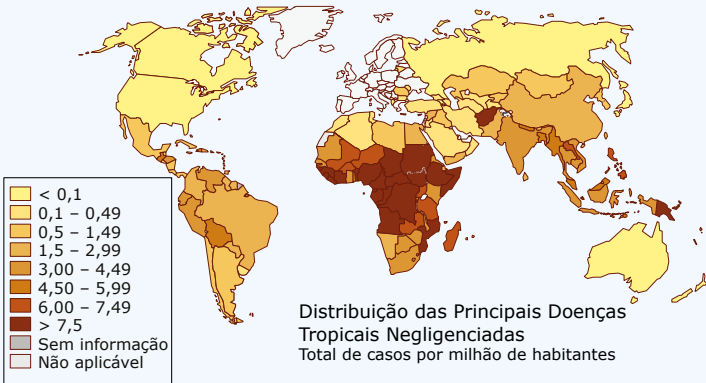 < 0,1
0,1 – 0,49
0,5 – 1,49
1,5 – 2,99
3,00 – 4,49
4,50 – 5,99
6,00 – 7,49
> 7,5
Sem informação
Não aplicável
Distribuição das Principais Doenças
Tropicais Negligenciadas
Total de casos por milhão de habitantes